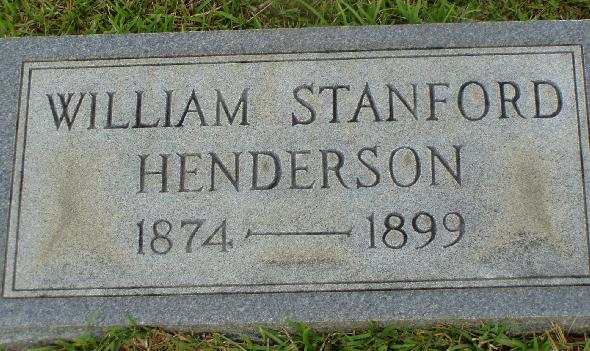 WILLIAM STANFORD
HENDERSON
1874 — 1899